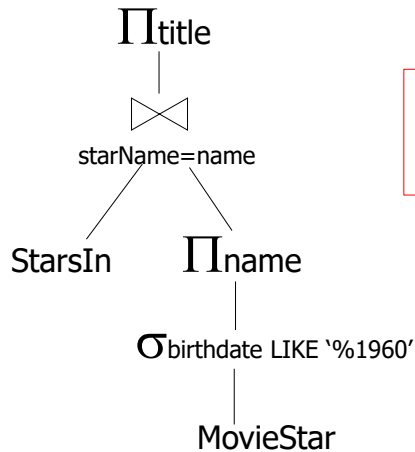 Πtitle
⋈
starName=name
StarsIn
Πname
σbirthdate LIKE ‘%1960’
MovieStar